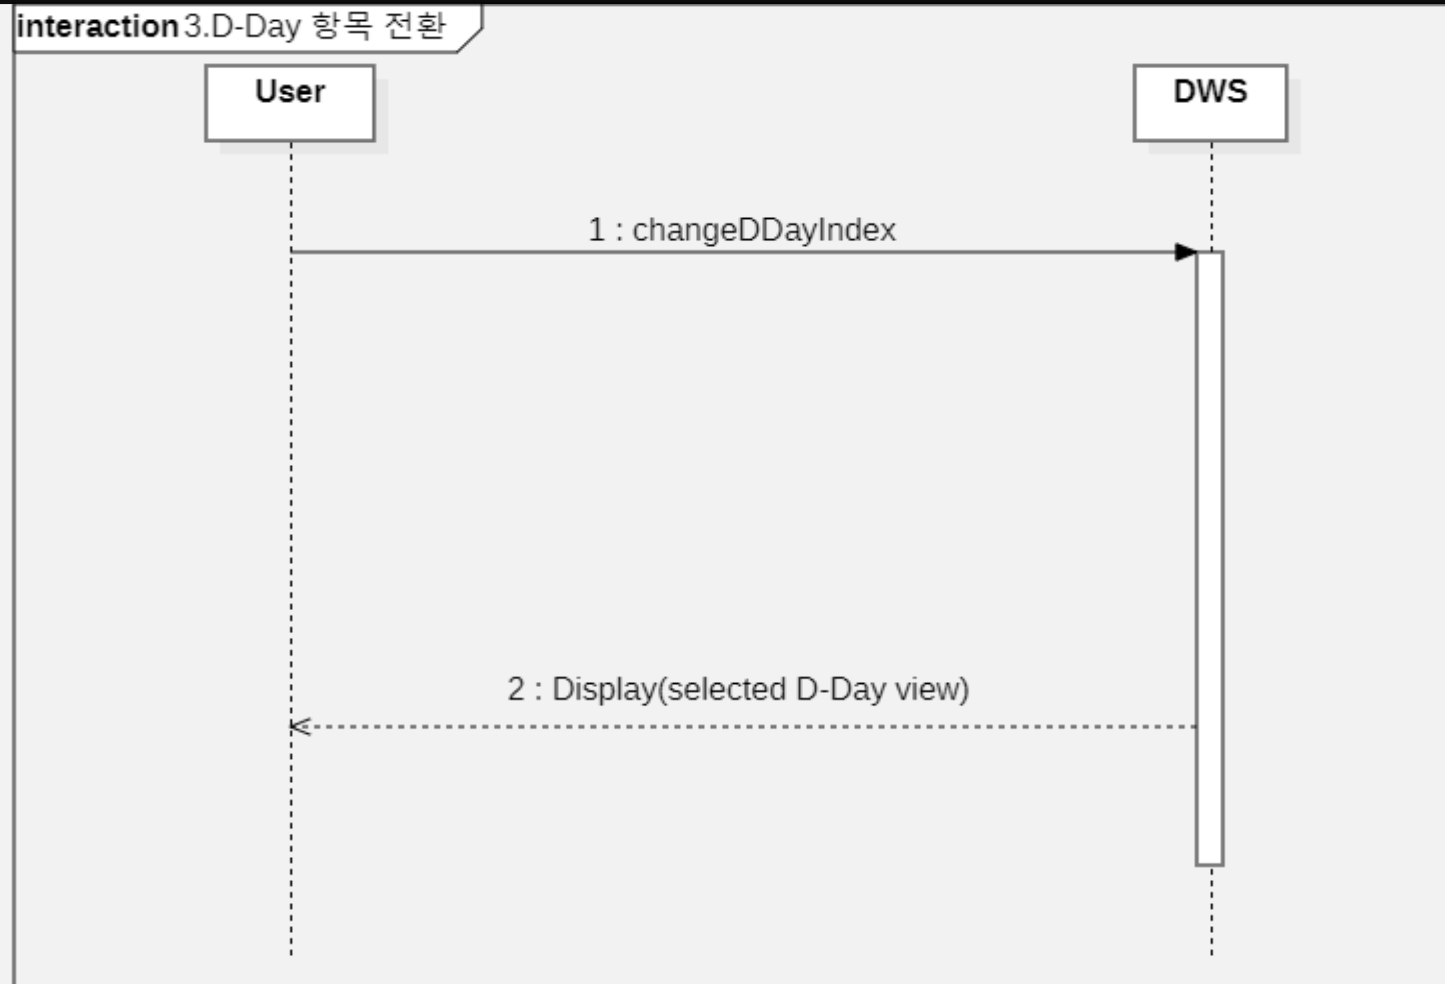 interaction 3.D-Day 항목 전환
User
DWS
1 : changeDDayIndex
2 : Display(selected D-Day view)